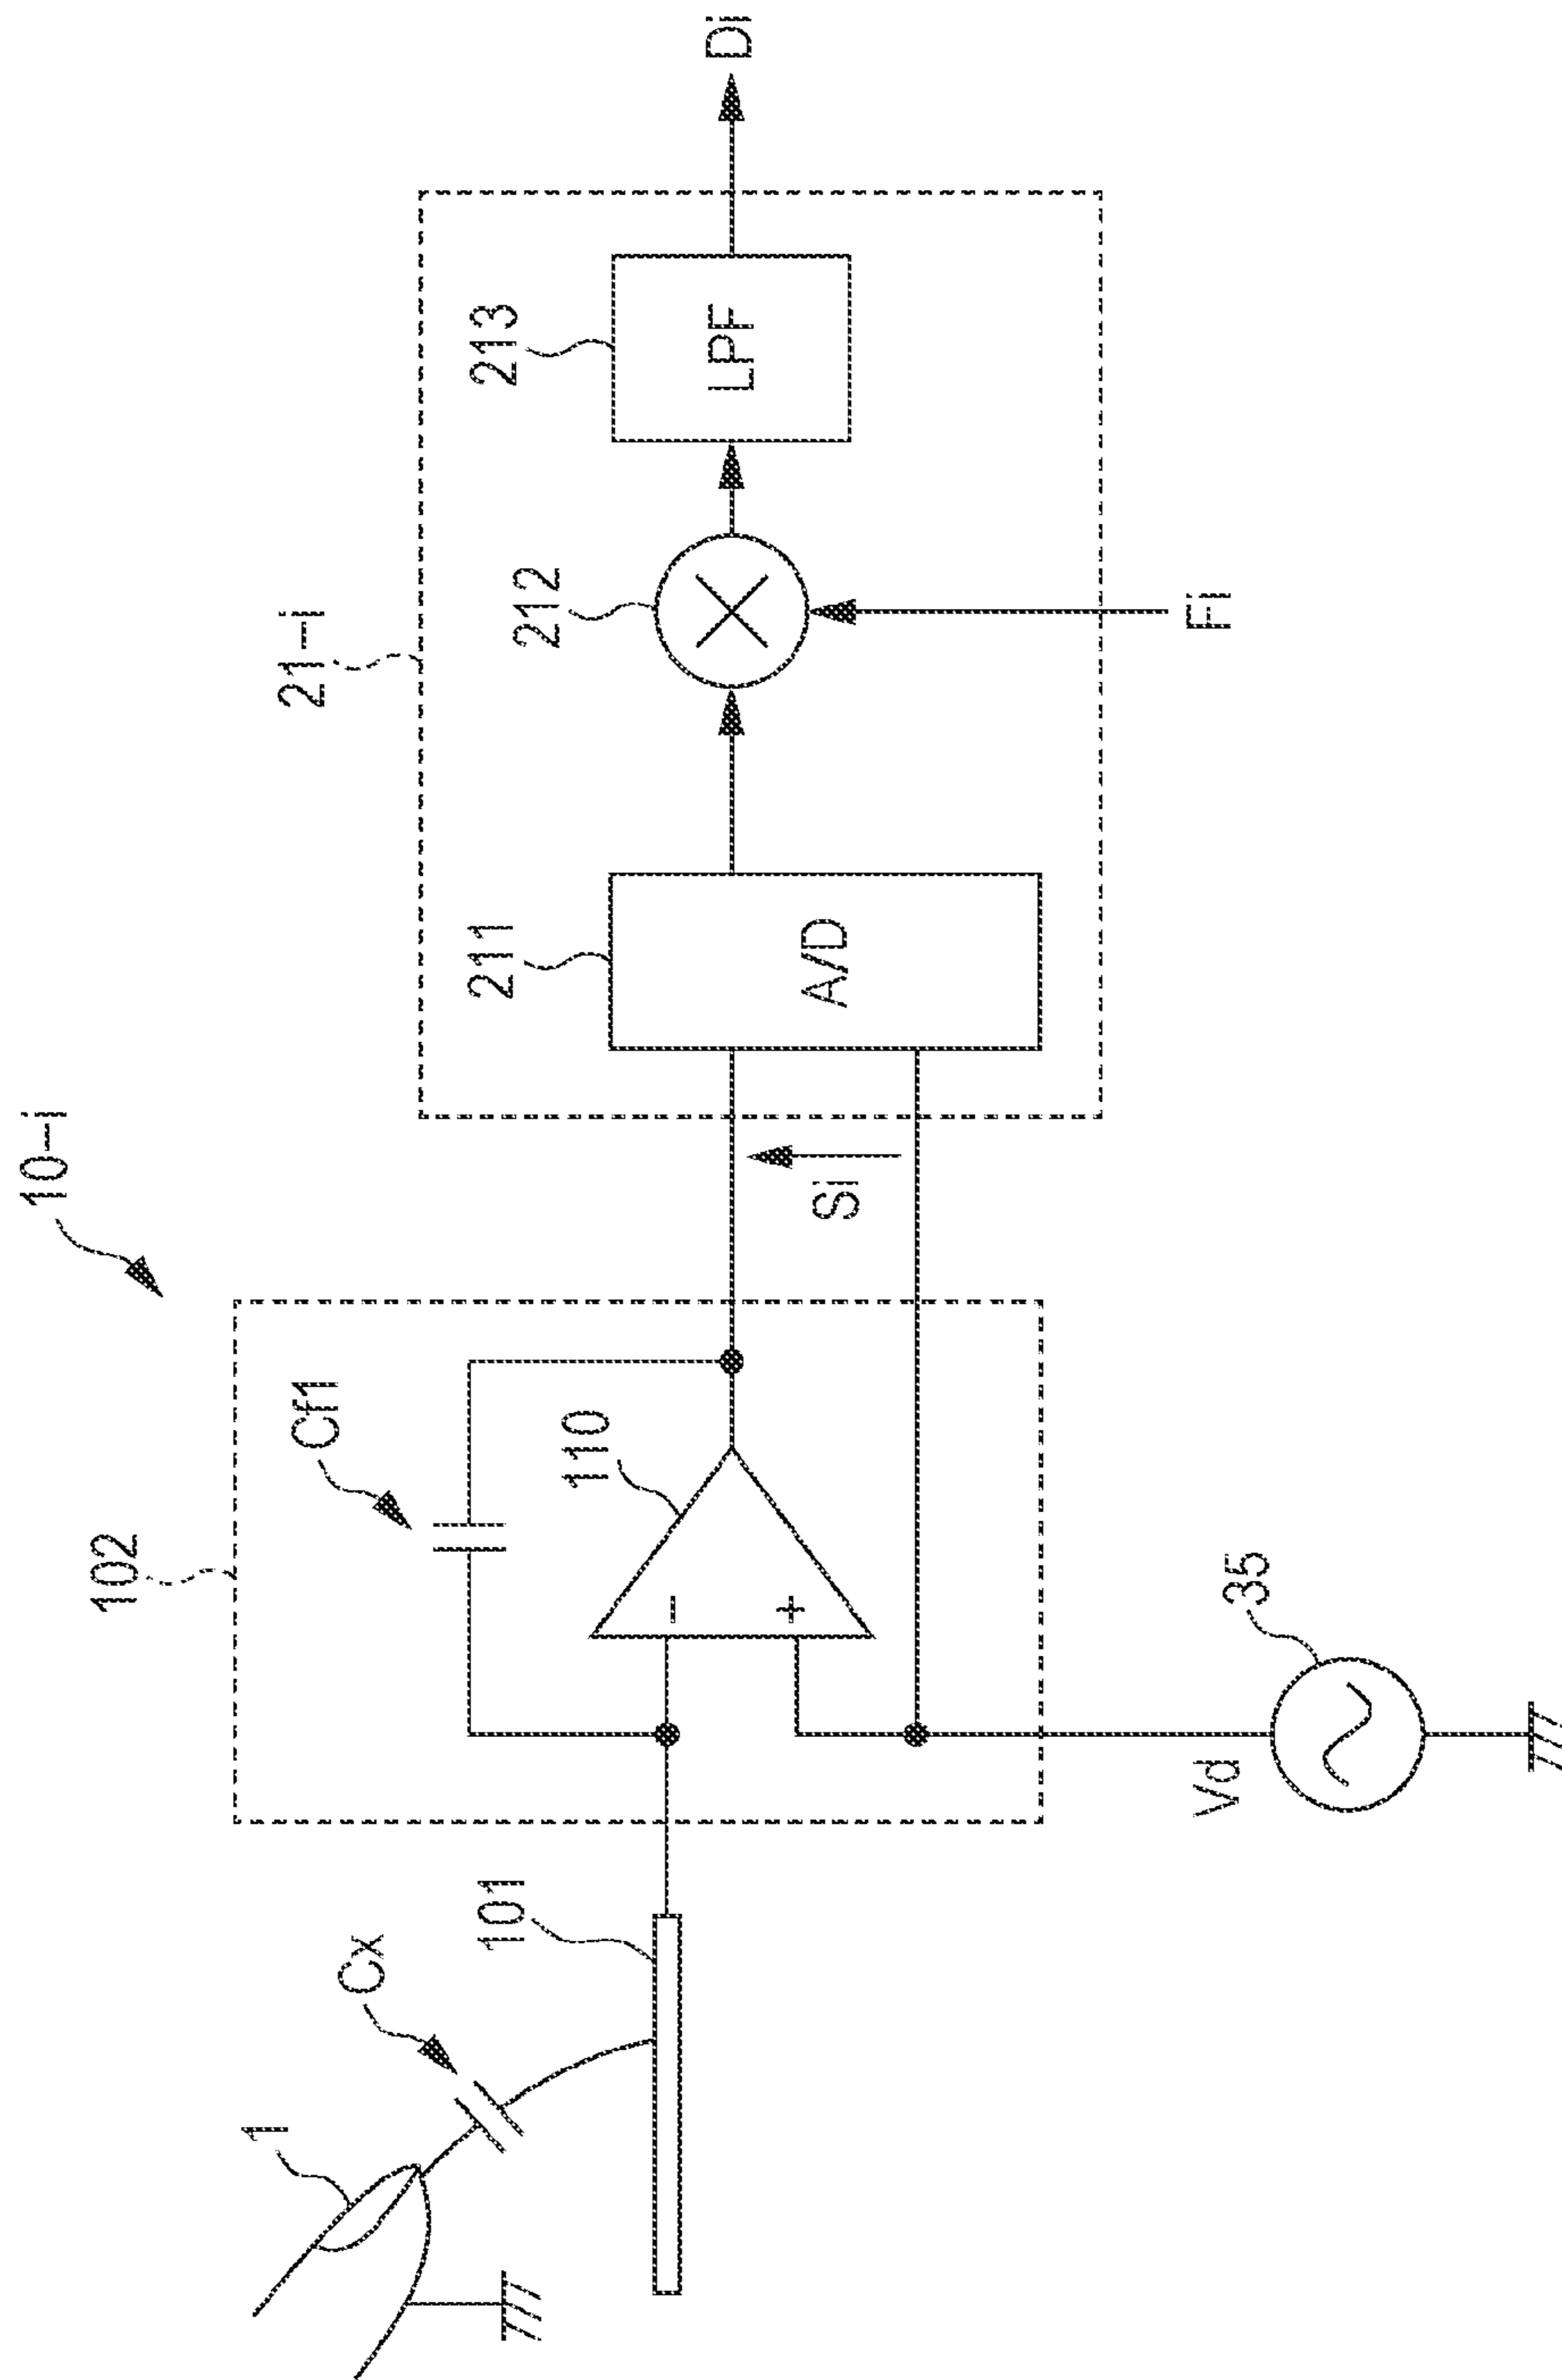 10-i
102
1
21-i
Cf1
Cx
101
211
213
212
110
−
LPF
Di
+
A/D
Si
Vd
Fi
35